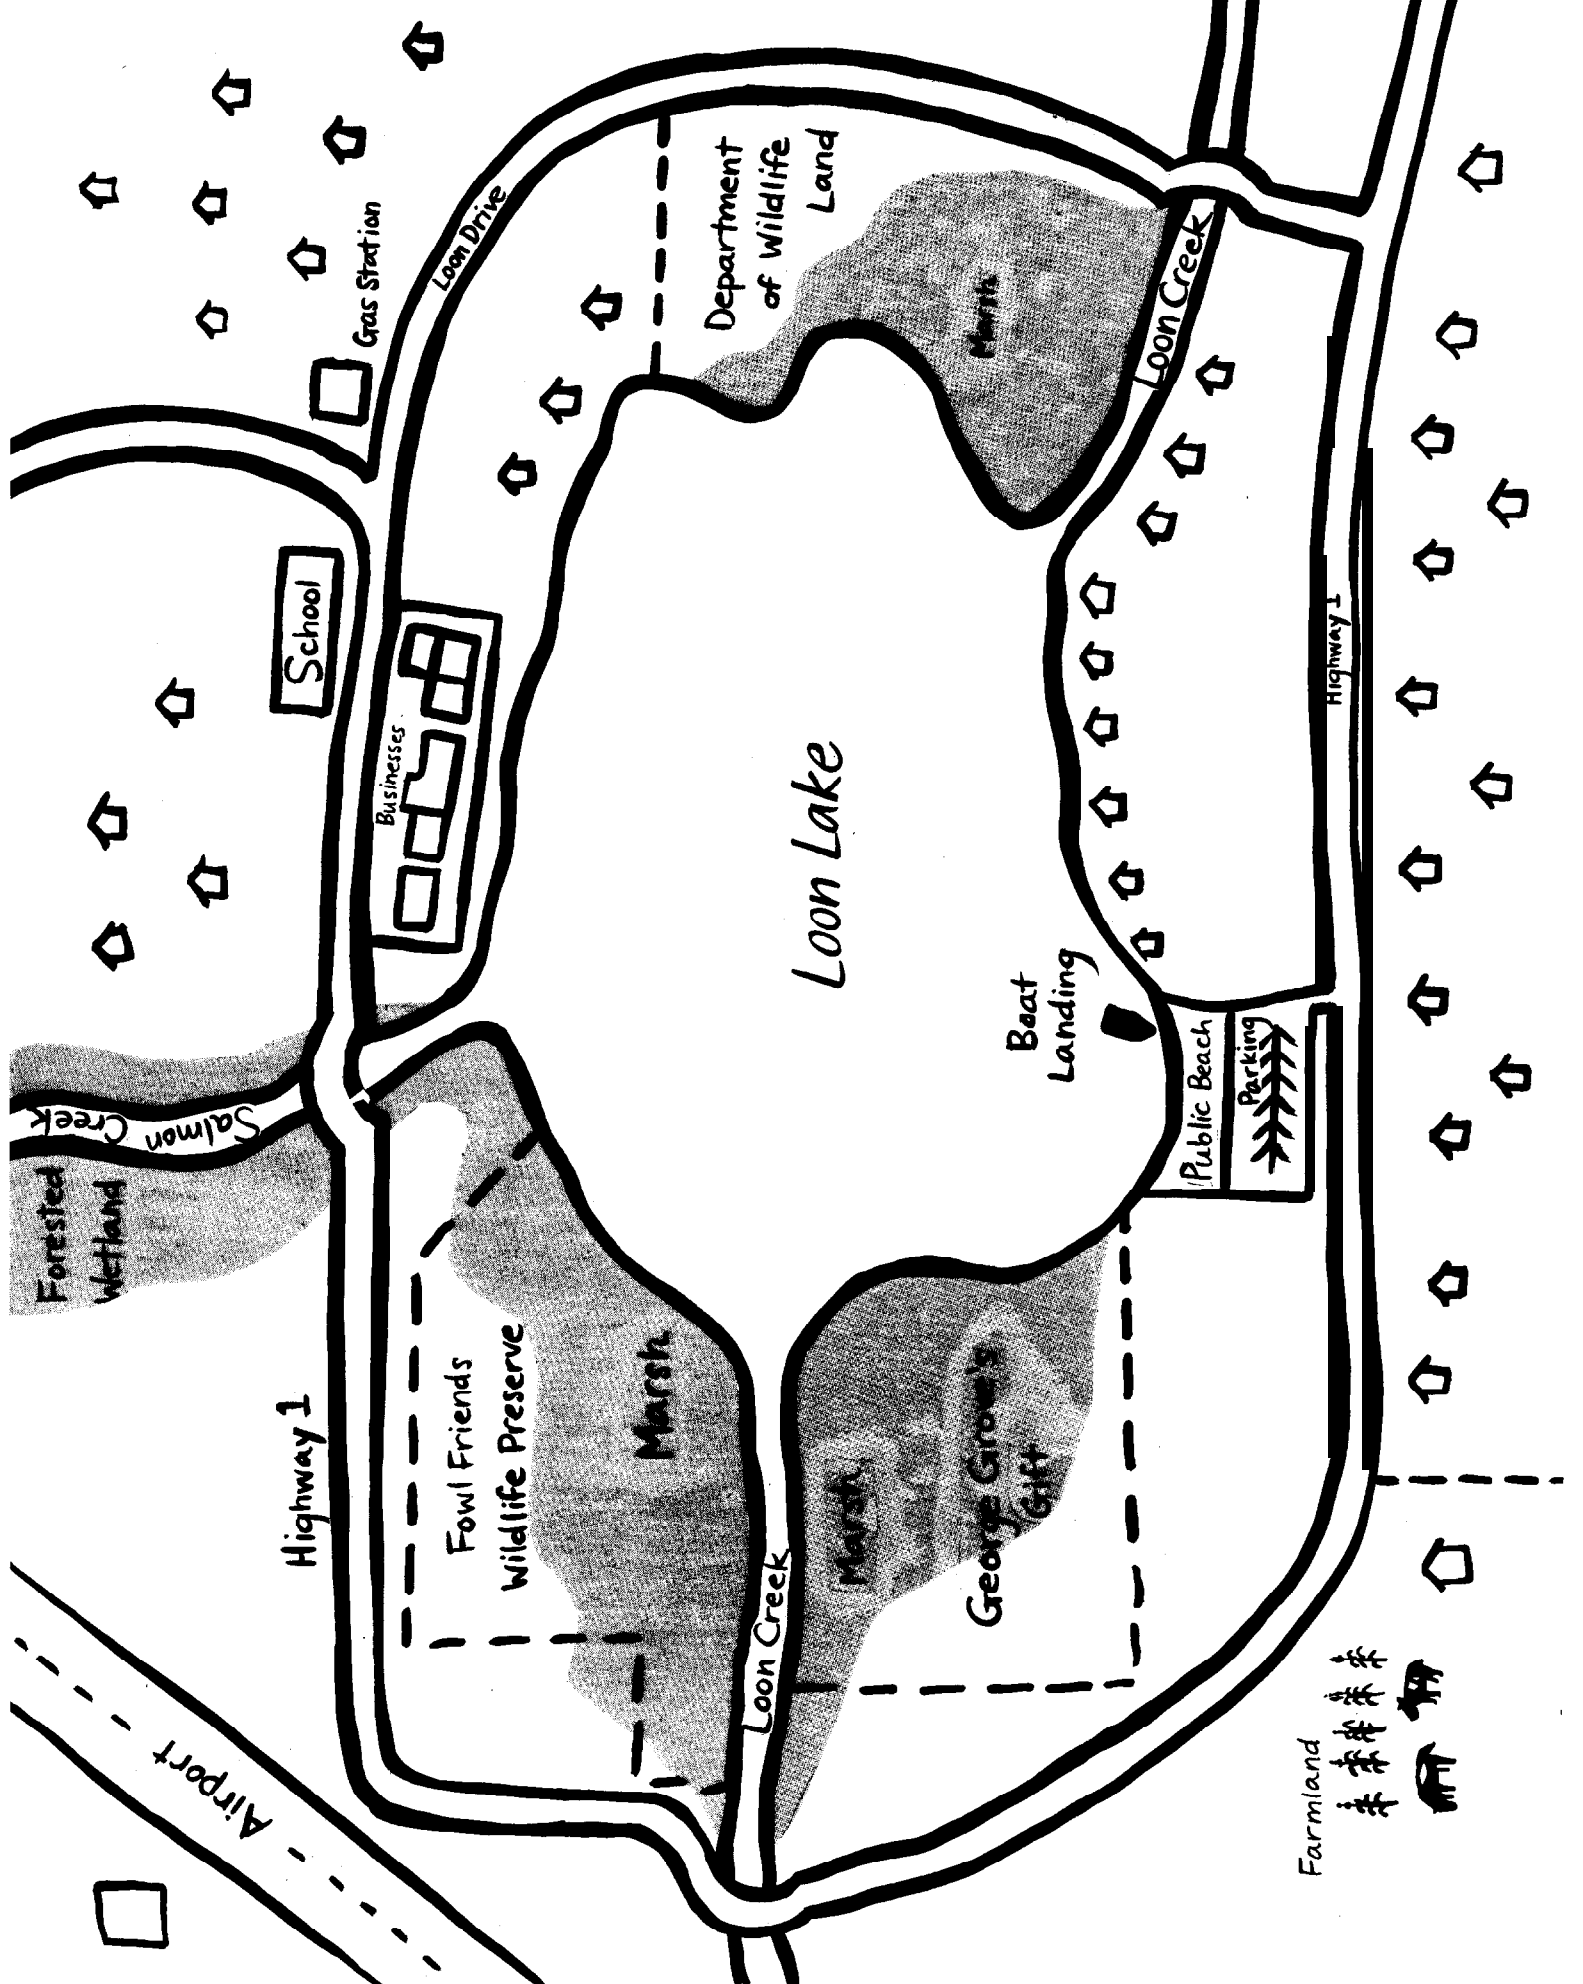 Airport
Highway 1
Forested
Wetland
Salmon
Creek
School
Gas Station
Loon Drive
Businesses
Fowl Friends
Wildlife Preserve
Marsh
Department
of Wildlife
Land
Loon Creek
Loon Lake
Marsh
Marsh
George Grove's
Gift
Boat
Landing
Loon Creek
Public Beach
Parking
Highway 1
Farmland